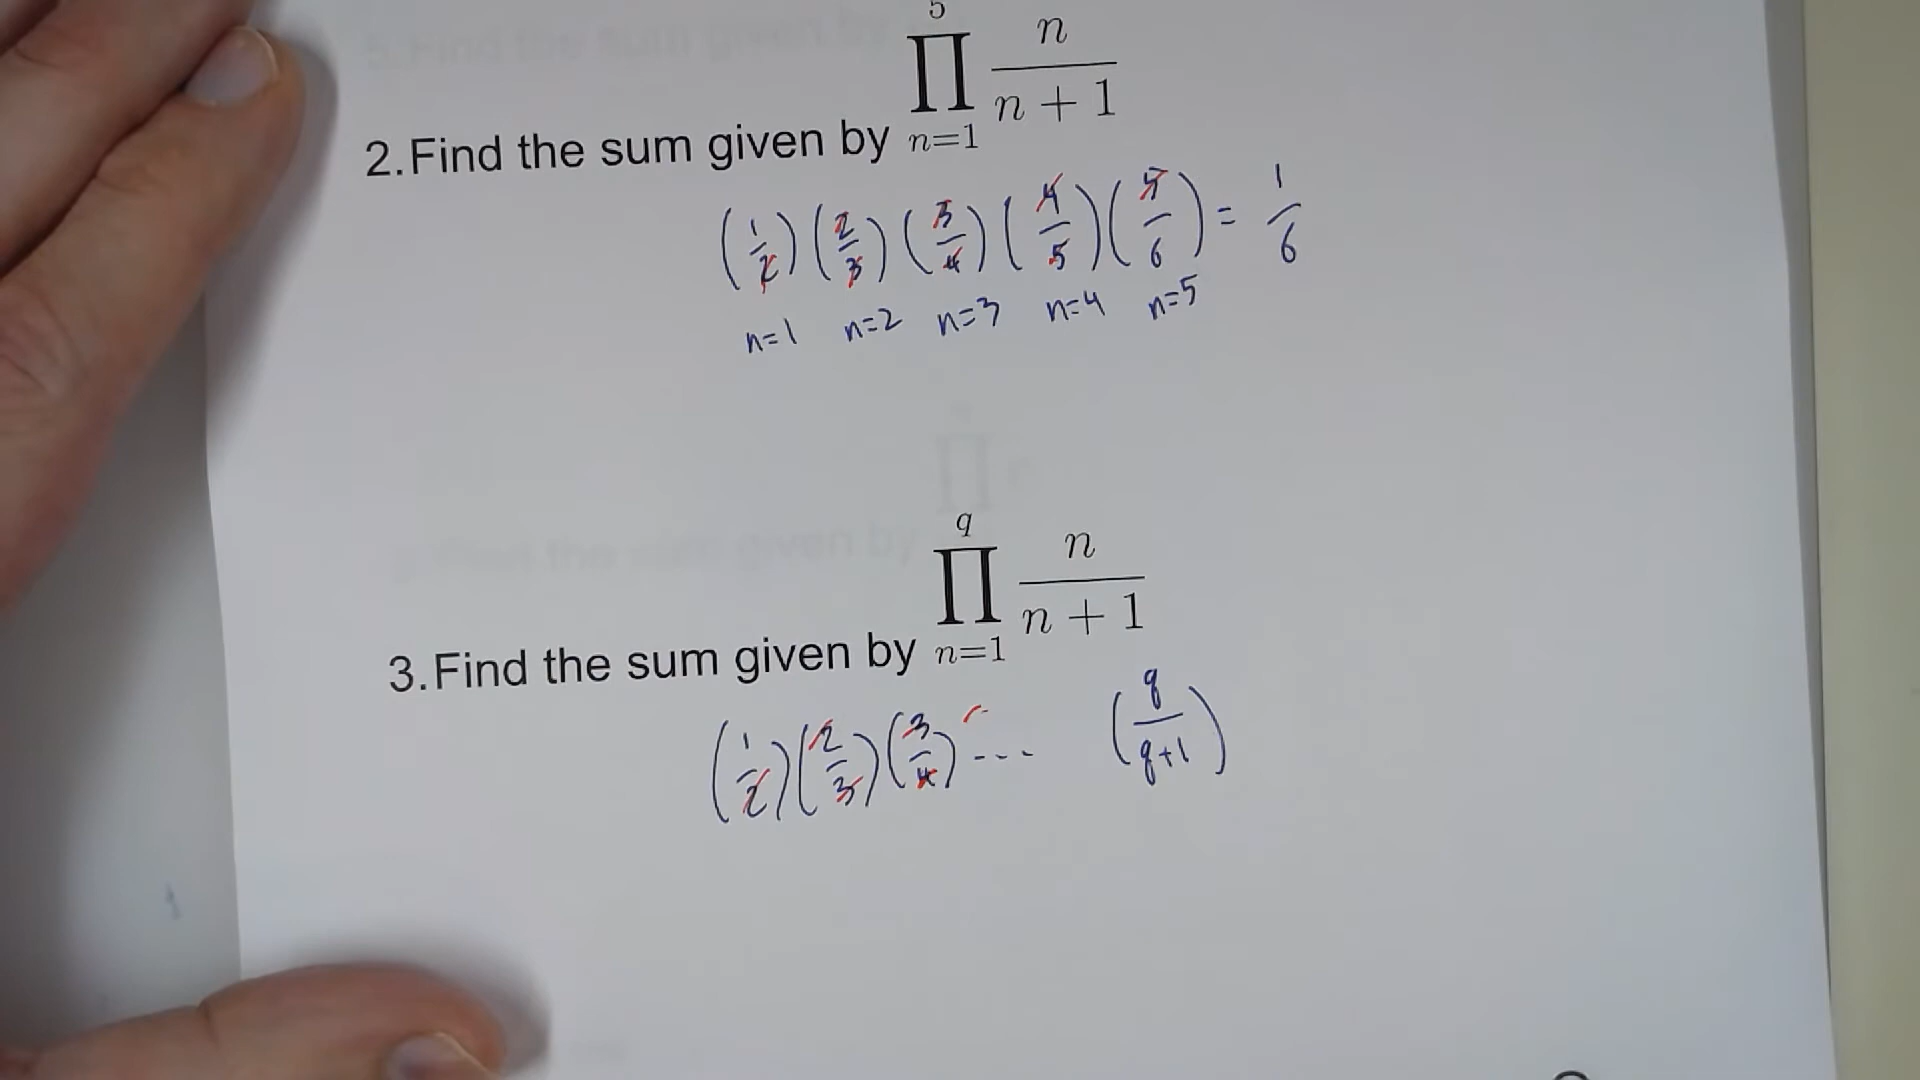 5
∏ n/(n + 1)
2. Find the sum given by n=1
(1/2)(2/3)(3/4)(4/5)(5/6) = 1/6
n=1 n=2 n=3 n=4 n=5
q
∏ n/(n + 1)
3. Find the sum given by n=1
(1/2)(2/3)(3/4) --- (q/(q+1))